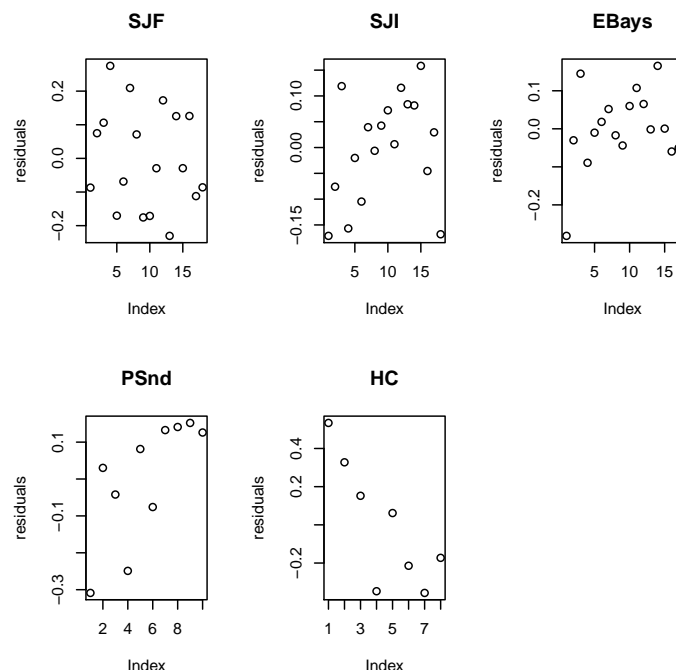 SJF
SJI
EBays
residuals
−0.2 0.0 0.2
5 10 15
Index
residuals
−0.15 0.00 0.10
5 10 15
Index
residuals
−0.2 0.0 0.1
5 10 15
Index
PSnd
HC
residuals
−0.3 −0.1 0.1
2 4 6 8
Index
residuals
−0.2 0.2 0.4
1 3 5 7
Index